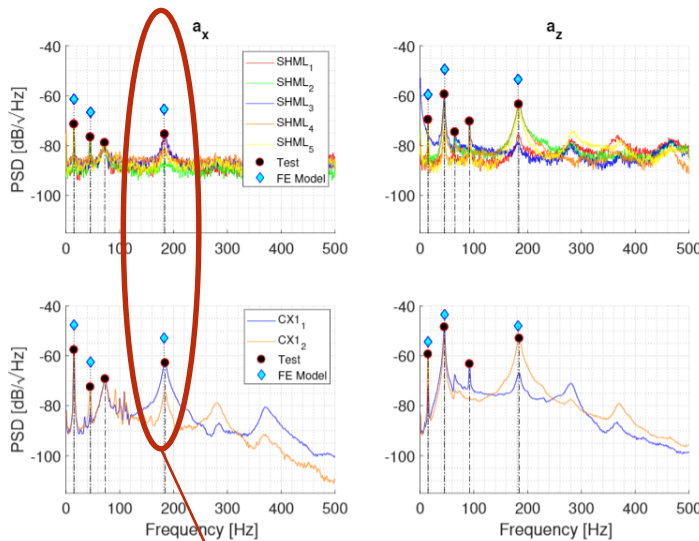 a_x
a_z
PSD [dB/√Hz]
-40
-60
-80
-100
0 100 200 300 400 500
SHML_1
SHML_2
SHML_3
SHML_4
SHML_5
Test
FE Model
-40
-60
-80
-100
0 100 200 300 400 500
PSD [dB/√Hz]
-40
-60
-80
-100
0 100 200 300 400 500
Frequency [Hz]
CX1_1
CX1_2
Test
FE Model
-40
-60
-80
-100
0 100 200 300 400 500
Frequency [Hz]